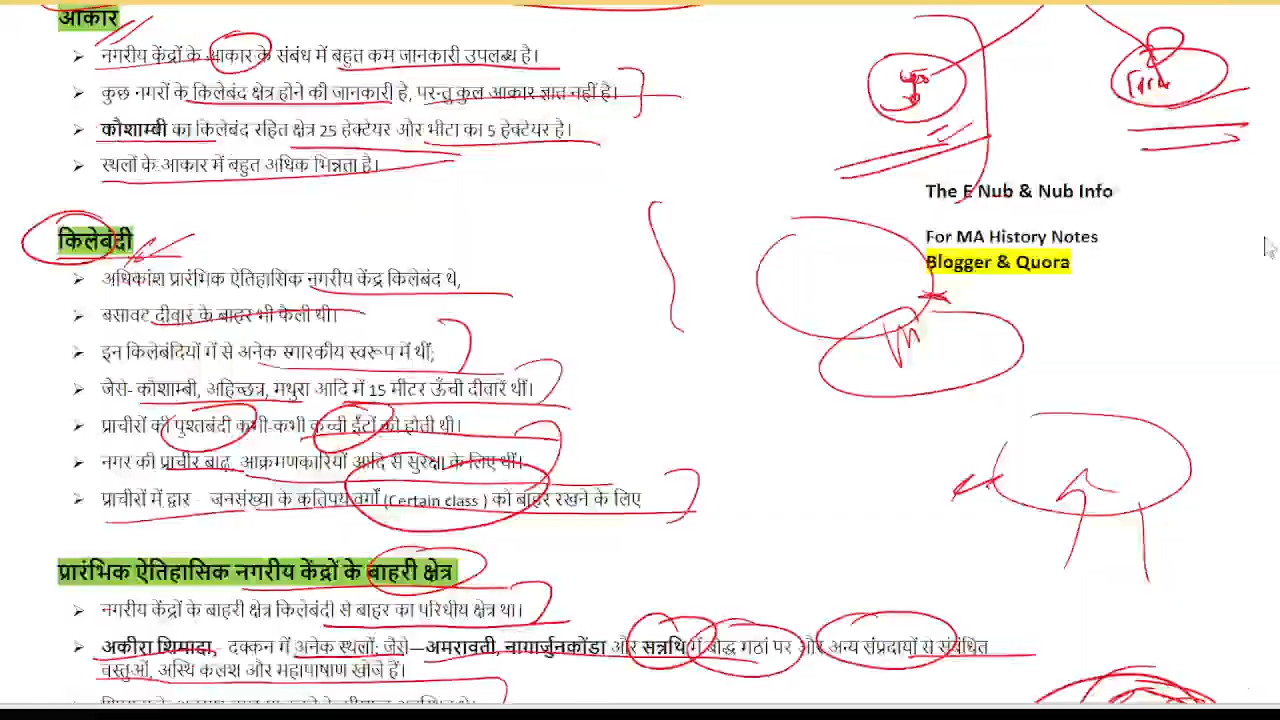 आकार
नगरीय केंद्रों के आकार के संबंध में बहुत कम जानकारी उपलब्ध है।
कुछ नगरों के किलेबंद क्षेत्र होने की जानकारी है, परन्तु कुल आकार ज्ञात नहीं है।
कौशाम्बी का किलेबंद रहित क्षेत्र 25 हेक्टेयर और भीटा का 5 हेक्टेयर है।
स्थलों के आकार में बहुत अधिक भिन्नता है।
The E Nub & Nub Info
For MA History Notes
Blogger & Quora
किलेबंदी
अधिकांश प्रारंभिक ऐतिहासिक नगरीय केंद्र किलेबंद थे,
बसावट दीवार के बाहर भी फैली थी।
इन किलेबंदियों में से अनेक स्मारकीय स्वरूप में थीं;
जैसे- कौशाम्बी, अहिच्छत्र, मथुरा आदि में 15 मीटर ऊँची दीवारें थीं।
प्राचीरों की पुश्तबंदी कभी-कभी कच्ची ईंटों की होती थी।
नगर की प्राचीर बाढ़, आक्रमणकारियों आदि से सुरक्षा के लिए थीं।
प्राचीरों में द्वार - जनसंख्या के कतिपय वर्गों (Certain class ) को बाहर रखने के लिए
प्रारंभिक ऐतिहासिक नगरीय केंद्रों के बाहरी क्षेत्र
नगरीय केंद्रों के बाहरी क्षेत्र किलेबंदी से बाहर का परिधीय क्षेत्र था।
अकीरा शिमादा,- दक्कन में अनेक स्थलों; जैसे—अमरावती, नागार्जुनकोंडा और सन्नथि में बौद्ध मठों पर और अन्य संप्रदायों से संबंधित
वस्तुओं, अस्थि कलश और महापाषाण खोजे हैं।